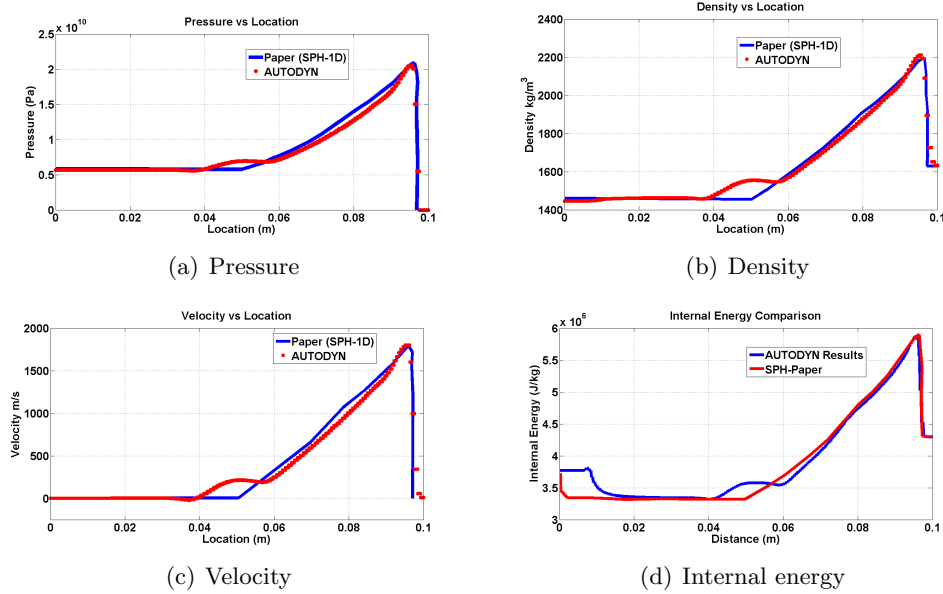 Pressure vs Location
x 10^10
2.5
2
1.5
1
0.5
0
Pressure (Pa)
Paper (SPH-1D)
AUTODYN
0 0.02 0.04 0.06 0.08 0.1
Location (m)
(a) Pressure
Density vs Location
2400
2200
2000
1800
1600
1400
Density kg/m³
Paper (SPH-1D)
AUTODYN
0 0.02 0.04 0.06 0.08 0.1
Location (m)
(b) Density
Velocity vs Location
2000
1500
1000
500
0
Velocity m/s
Paper (SPH-1D)
AUTODYN
0 0.02 0.04 0.06 0.08 0.1
Location (m)
(c) Velocity
Internal Energy Comparison
x 10^6
6
5.5
5
4.5
4
3.5
3
Internal Energy (J/kg)
AUTODYN Results
SPH-Paper
0 0.02 0.04 0.06 0.08 0.1
Distance (m)
(d) Internal energy